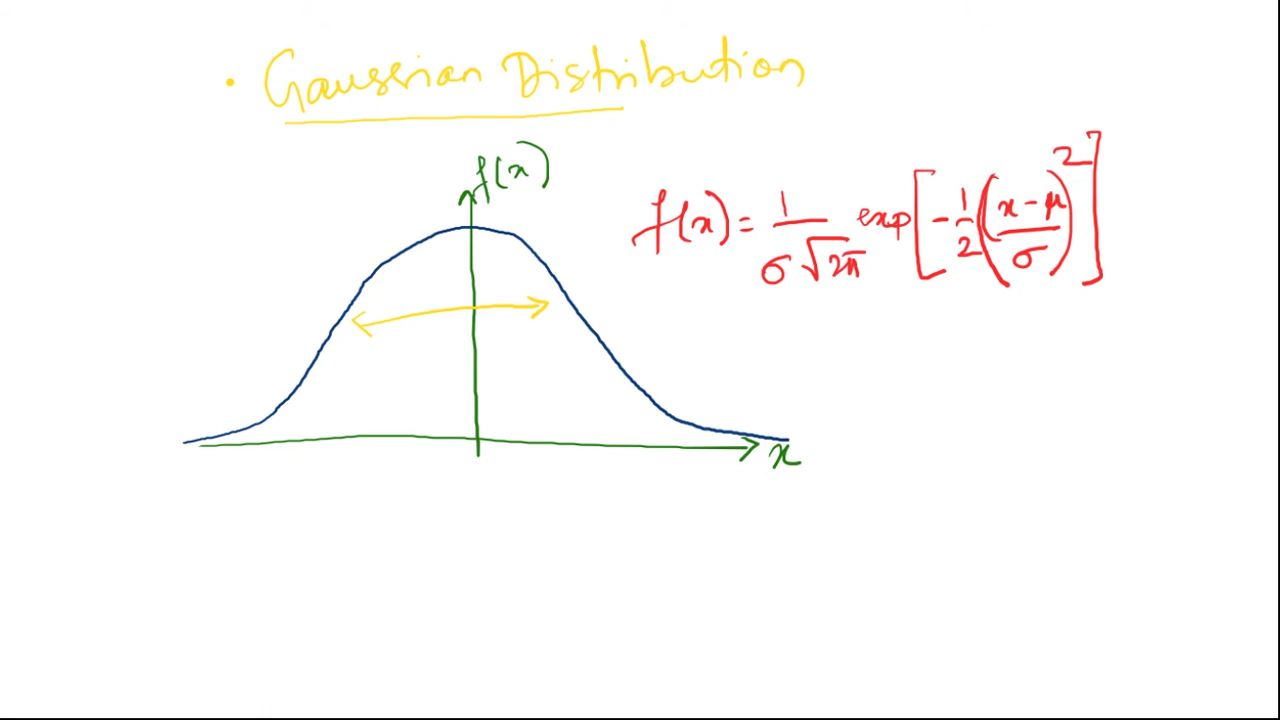 • Gaussian Distribution
f(x)
f(x) = 1/(σ√2π) exp[-1/2((x-μ)/σ)^2]
x